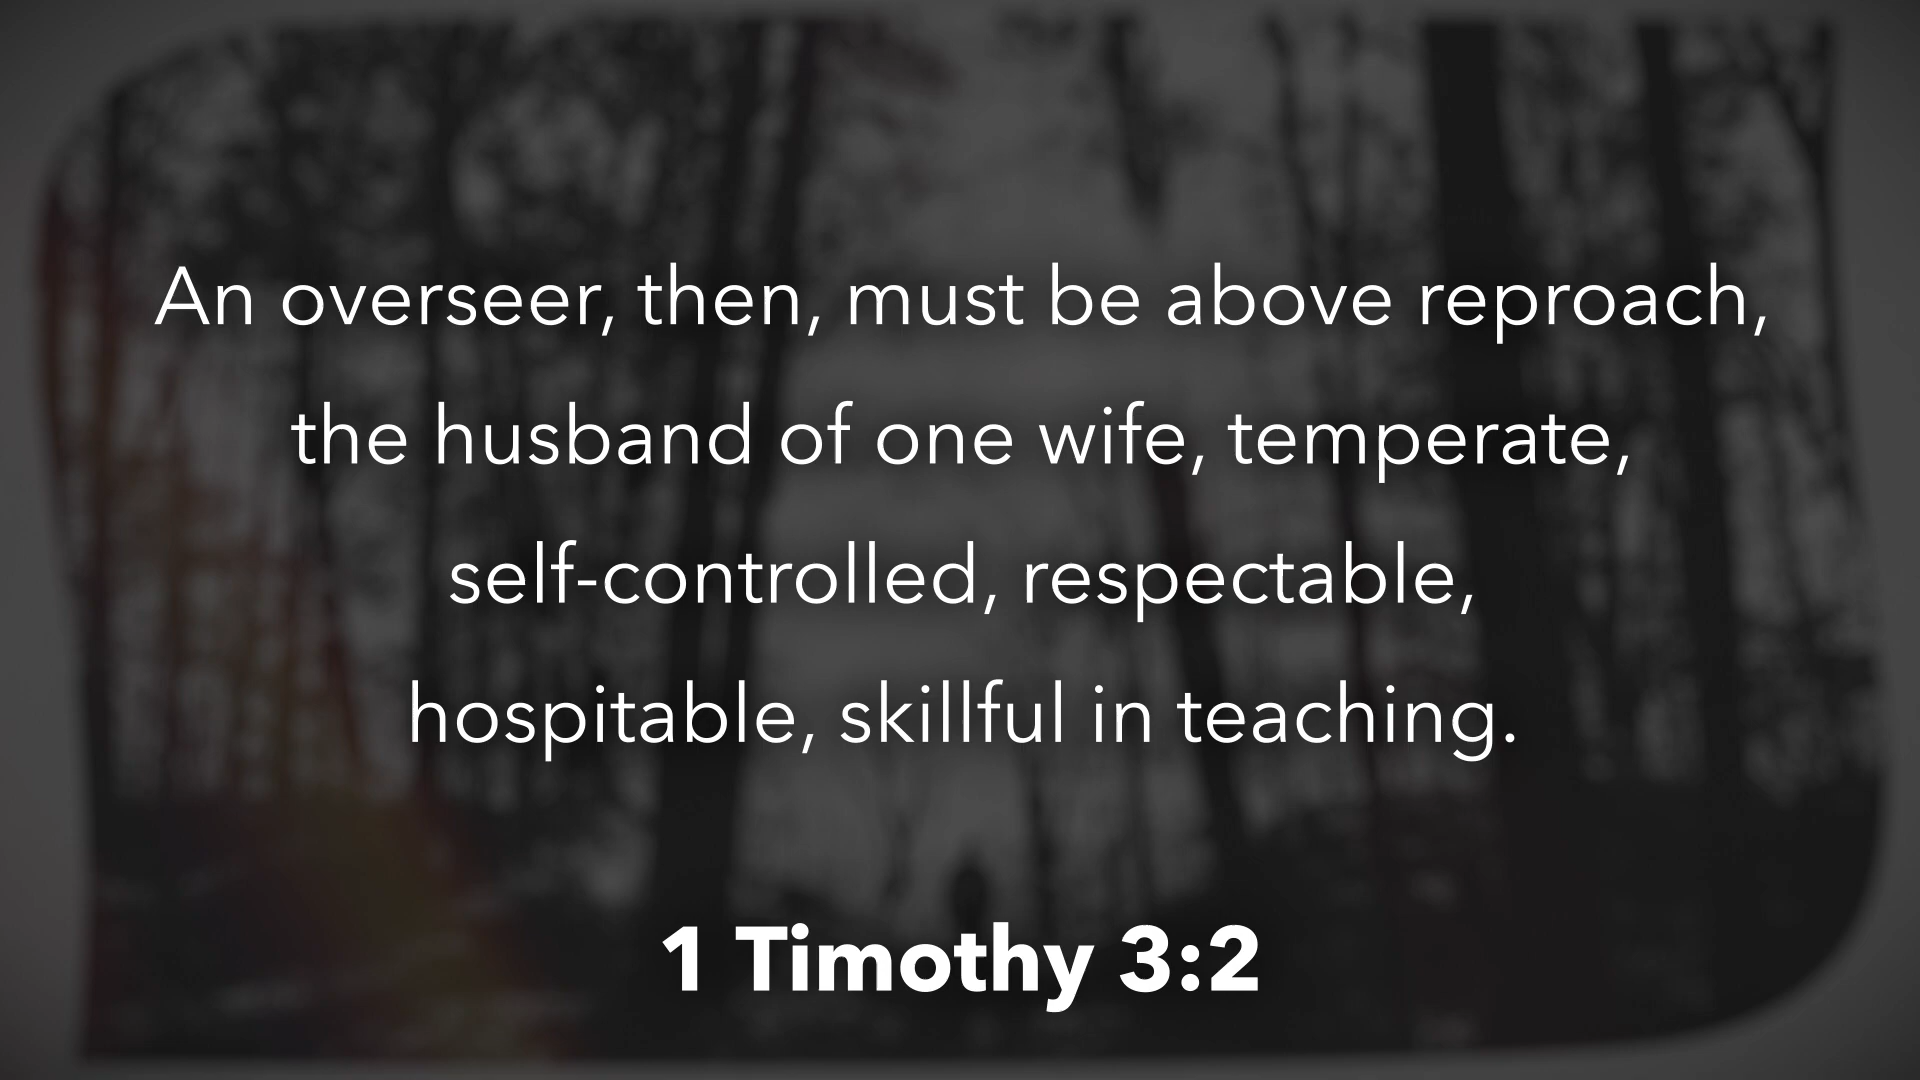 An overseer, then, must be above reproach,
the husband of one wife, temperate,
self-controlled, respectable,
hospitable, skillful in teaching.
1 Timothy 3:2